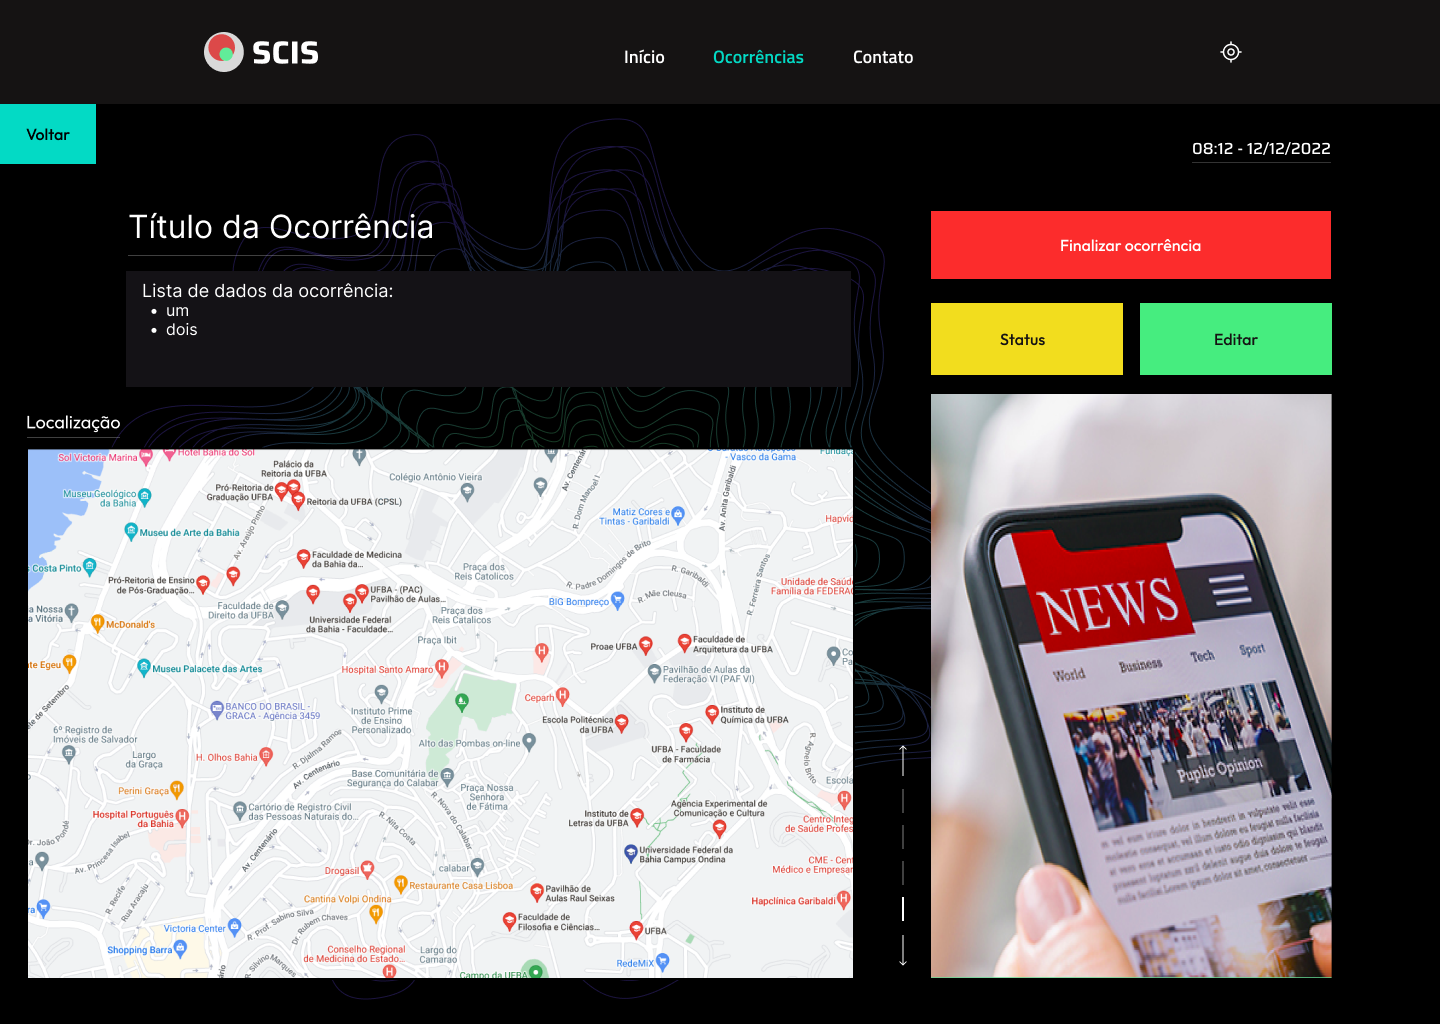 SCIS
Início
Ocorrências
Contato
Voltar
08:12 - 12/12/2022
Título da Ocorrência
Lista de dados da ocorrência:
um
dois
Finalizar ocorrência
Status
Editar
Localização
Sol Victoria Marina
Hotel Bahia do Sol
Palácio da
Reitoria da UFBA
Pró-Reitoria de
Graduação UFBA
Reitoria da UFBA (CPSL)
Colégio Antônio Vieira
Av. Centenário
R. Dom Manoel I
- Vasco da Gama
Av. Anita Garibaldi
Museu Geológico
da Bahia
Museu de Arte da Bahia
Av. Araújo Pinho
Matiz Cores e
Tintas - Garibaldi
Hapvid
Costa Pinto
Faculdade de Medicina
da Bahia da...
Praça dos
Reis Catolicos
R. Padre Domingos de Brito
R. Garibaldi
R. Ferreira Santos
Unidade de Saúd
Família da FEDERAÇ
Pró-Reitoria de Ensino
de Pós-Graduação...
UFBA - (PAC)
Pavilhão de Aulas...
BIG Bompreço
R. Mãe Cleusa
Nossa
a Vitória
Faculdade de
Direito da UFBA
Universidade Federal
da Bahia - Faculdade...
Praça dos
Reis Catalicos
McDonald's
Praça Ibit
Proae UFBA
Faculdade de
Arquitetura da UFBA
te Egeu
Museu Palacete das Artes
Hospital Santo Amaro
Pavilhão de Aulas da
Federação VI (PAF VI)
Co
Pa
te de Setembro
BANCO DO BRASIL -
GRACA - Agência 3459
Instituto Prime
de Ensino
Personalizado
Ceparh
Escola Politécnica
da UFBA
Instituto de
Química da UFBA
6º Registro de
Imóveis de Salvador
Largo
da Graça
H. Olhos Bahia
R. Djalma Ramos
Av. Centenário
Alto das Pombas on-line
UFBA - Faculdade
de Farmácia
R. Agnelo Brito
Perini Graça
Base Comunitária de
Segurança do Calabar
Praça Nossa
Senhora
de Fátima
Escola
Hospital Português
da Bahia
Cartório de Registro Civil
das Pessoas Naturais do...
R. Nova do Calabar
R. Nita Costa
Instituto de
Letras da UFBA
Agência Experimental de
Comunicação e Cultura
Centro Integ
de Saúde Profes
R. João Pondé
Av. Princesa Isabel
Av. Centenário
Universidade Federal da
Bahia Campus Ondina
Drogasil
calabar
CME - Cent
Médico e Empresar
R. Recife
Rua Aracaju
Restaurante Casa Lisboa
Cantina Volpi Ondina
Pavilhão de
Aulas Raul Seixas
Hapclínica Garibaldi
ra
Victoria Center
R. Prof. Sabino Silva
Dr. Rubem Chaves
Faculdade de
Filosofia e Ciências...
UFBA
Shopping Barra
R. Silvino Marques
Conselho Regional
de Medicina do Estado...
Largo do
Camarao
RedeMiX
Campo da UFBA
NEWS
World
Business
Tech
Sport
Puplic Opinion